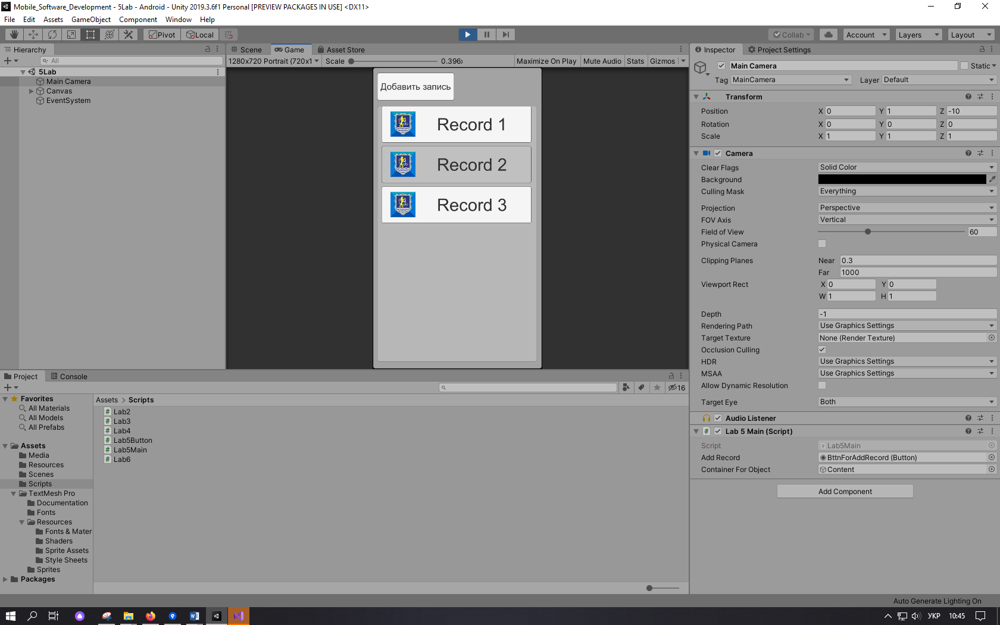 Mobile_Software_Development - 5Lab - Android - Unity 2019.3.6f1 Personal [PREVIEW PACKAGES IN USE] <DX11>
File Edit Assets GameObject Component Window Help
Pivot Local Collab Account Layers Layout
Hierarchy
All
5Lab
Main Camera
Canvas
EventSystem
Scene Game Asset Store
1280x720 Portrait (720x1 Scale 0.396x Maximize On Play Mute Audio Stats Gizmos
Добавить запись
Record 1
Record 2
Record 3
Inspector Project Settings
Main Camera Static
Tag MainCamera Layer Default
Transform
Position X 0 Y 1 Z -10
Rotation X 0 Y 0 Z 0
Scale X 1 Y 1 Z 1
Camera
Clear Flags Solid Color
Background
Culling Mask Everything
Projection Perspective
FOV Axis Vertical
Field of View 60
Physical Camera
Clipping Planes Near 0.3
Far 1000
Viewport Rect X 0 Y 0
W 1 H 1
Depth -1
Rendering Path Use Graphics Settings
Target Texture None (Render Texture)
Occlusion Culling
HDR Use Graphics Settings
MSAA Use Graphics Settings
Allow Dynamic Resolution
Target Eye Both
Audio Listener
Lab 5 Main (Script)
Script Lab5Main
Add Record BttnForAddRecord (Button)
Container For Object Content
Add Component
Project Console
16
Favorites
All Materials
All Models
All Prefabs
Assets
Media
Resources
Scenes
Scripts
TextMesh Pro
Documentation
Fonts
Resources
Fonts & Mater
Shaders
Sprite Assets
Style Sheets
Sprites
Packages
Assets > Scripts
Lab2
Lab3
Lab4
Lab5Button
Lab5Main
Lab6
Auto Generate Lighting On
УКР 10:45